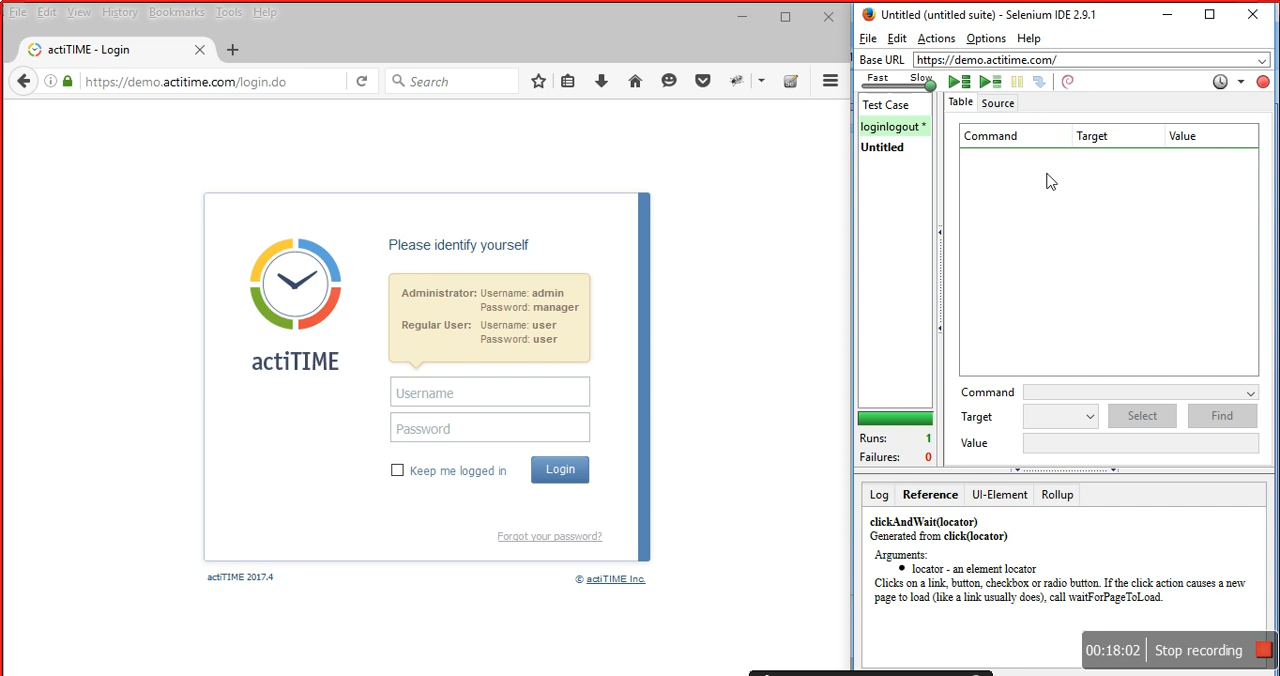 File Edit View History Bookmarks Tools Help
actiTIME - Login
https://demo.actitime.com/login.do
Search
Please identify yourself
Administrator: Username: admin
Password: manager
Regular User: Username: user
Password: user
actiTIME
Username
Password
Keep me logged in
Login
Forgot your password?
actiTIME 2017.4
© actiTIME Inc.
Untitled (untitled suite) - Selenium IDE 2.9.1
File Edit Actions Options Help
Base URL https://demo.actitime.com/
Fast Slow
Test Case
loginlogout *
Untitled
Table Source
Command Target Value
Command
Target Select Find
Value
Runs: 1
Failures: 0
Log Reference UI-Element Rollup
clickAndWait(locator)
Generated from click(locator)
Arguments:
• locator - an element locator
Clicks on a link, button, checkbox or radio button. If the click action causes a new
page to load (like a link usually does), call waitForPageToLoad.
00:18:02 Stop recording